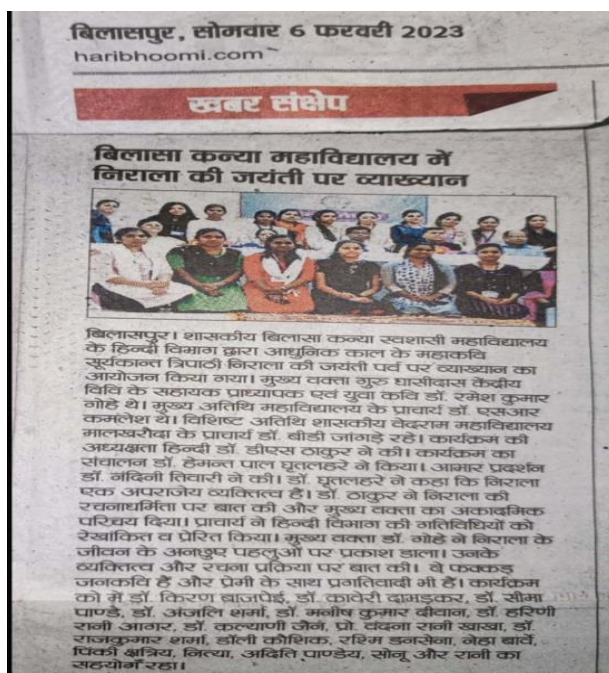 बिलासपुर, सोमवार 6 फरवरी 2023
haribhoomi.com
खबर संक्षेप
बिलासा कन्या महाविद्यालय में
निराला की जयंती पर व्याख्यान
बिलासपुर। शासकीय बिलासा कन्या स्वशासी महाविद्यालय
के हिन्दी विभाग द्वारा आधुनिक काल के महाकवि
सूर्यकान्त त्रिपाठी निराला की जयंती पर्व पर व्याख्यान का
आयोजन किया गया। मुख्य वक्ता गुरु घासीदास केंद्रीय
विवि के सहायक प्राध्यापक एवं युवा कवि डॉ. रमेश कुमार
गोहे थे। मुख्य अतिथि महाविद्यालय के प्राचार्य डॉ. एसआर
कमलेश थे। विशिष्ट अतिथि शासकीय वेदराम महाविद्यालय
मालखरौदा के प्राचार्य डॉ. बीडी जांगड़े रहे। कार्यक्रम की
अध्यक्षता हिन्दी डॉ. डीएस ठाकुर ने की। कार्यक्रम का
संचालन डॉ. हेमन्त पाल घृतलहरे ने किया। आभार प्रदर्शन
डॉ. नंदिनी तिवारी ने की। डॉ. घृतलहरे ने कहा कि निराला
एक अपराजेय व्यक्तित्व हैं। डॉ. ठाकुर ने निराला की
रचनाधर्मिता पर बात की और मुख्य वक्ता का अकादमिक
परिचय दिया। प्राचार्य ने हिन्दी विभाग की गतिविधियों को
रेखांकित व प्रेरित किया। मुख्य वक्ता डॉ. गोहे ने निराला के
जीवन के अनछुए पहलुओं पर प्रकाश डाला। उनके
व्यक्तित्व और रचना प्रक्रिया पर बात की। वे फक्कड़
जनकवि हैं और प्रेमी के साथ प्रगतिवादी भी हैं। कार्यक्रम
को में डॉ. किरण बाजपेई, डॉ. कावेरी दाभड़कर, डॉ. सीमा
पाण्डे, डॉ. अंजलि शर्मा, डॉ. मनीष कुमार दीवान, डॉ. हरिणी
रानी आगर, डॉ. कल्याणी जैन, प्रो. वंदना रानी खाखा, डॉ.
राजकुमार शर्मा, डॉली कौशिक, रश्मि डनसेना, नेहा बार्वे,
पिंकी क्षत्रिय, नित्या, अदिति पाण्डेय, सोनू और रानी का
सहयोग रहा।